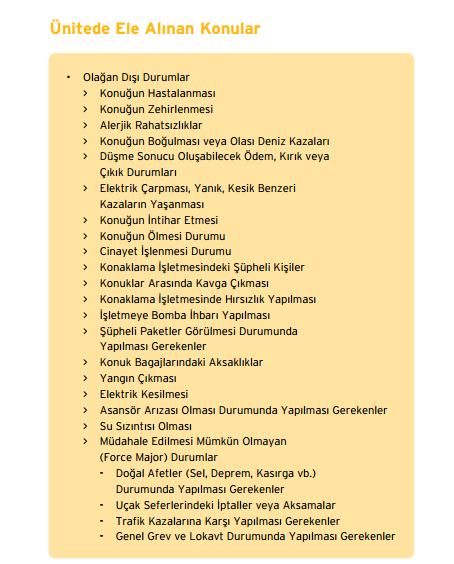 Ünitede Ele Alınan Konular
• Olağan Dışı Durumlar
> Konuğun Hastalanması
> Konuğun Zehirlenmesi
> Alerjik Rahatsızlıklar
> Konuğun Boğulması veya Olası Deniz Kazaları
> Düşme Sonucu Oluşabilecek Ödem, Kırık veya
Çıkık Durumları
> Elektrik Çarpması, Yanık, Kesik Benzeri
Kazaların Yaşanması
> Konuğun İntihar Etmesi
> Konuğun Ölmesi Durumu
> Cinayet İşlenmesi Durumu
> Konaklama İşletmesindeki Şüpheli Kişiler
> Konuklar Arasında Kavga Çıkması
> Konaklama İşletmesinde Hırsızlık Yapılması
> İşletmeye Bomba İhbarı Yapılması
> Şüpheli Paketler Görülmesi Durumunda
Yapılması Gerekenler
> Konuk Bagajlarındaki Aksaklıklar
> Yangın Çıkması
> Elektrik Kesilmesi
> Asansör Arızası Olması Durumunda Yapılması Gerekenler
> Su Sızıntısı Olması
> Müdahale Edilmesi Mümkün Olmayan
(Force Major) Durumlar
- Doğal Afetler (Sel, Deprem, Kasırga vb.)
Durumunda Yapılması Gerekenler
- Uçak Seferlerindeki İptaller veya Aksamalar
- Trafik Kazalarına Karşı Yapılması Gerekenler
- Genel Grev ve Lokavt Durumunda Yapılması Gerekenler